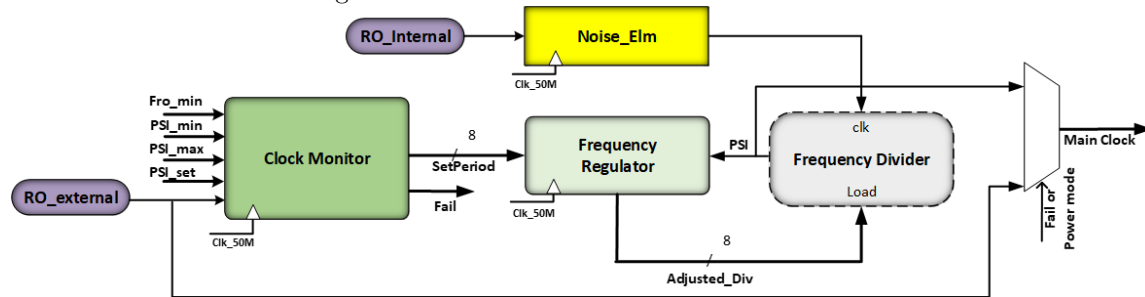 RO_Internal
Noise_Elm
Clk_50M
Fro_min
PSI_min
PSI_max
PSI_set
RO_external
Clock Monitor
Clk_50M
8
SetPeriod
Fail
Frequency
Regulator
Clk_50M
PSI
clk
Frequency Divider
Load
8
Adjusted_Div
Main Clock
Fail or
Power mode